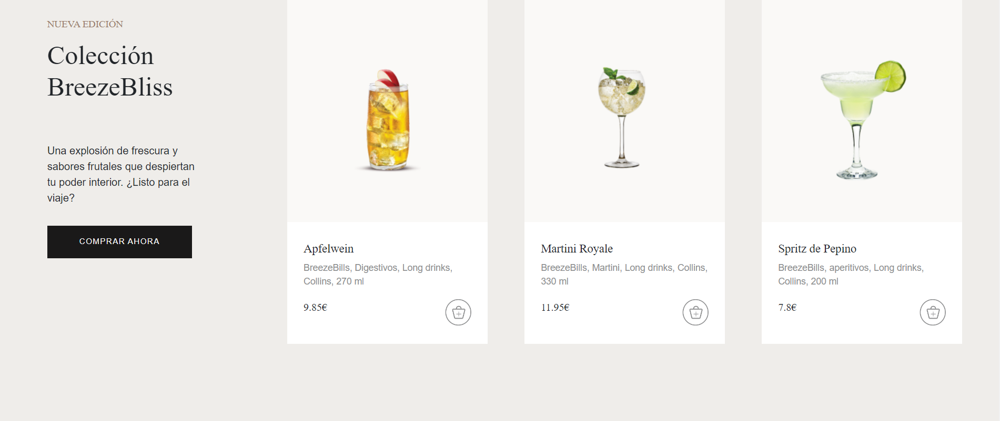 NUEVA EDICIÓN
Colección
BreezeBliss
Una explosión de frescura y
sabores frutales que despiertan
tu poder interior. ¿Listo para el
viaje?
COMPRAR AHORA
Apfelwein
BreezeBills, Digestivos, Long drinks,
Collins, 270 ml
9.85€
Martini Royale
BreezeBills, Martini, Long drinks, Collins,
330 ml
11.95€
Spritz de Pepino
BreezeBills, aperitivos, Long drinks,
Collins, 200 ml
7.8€